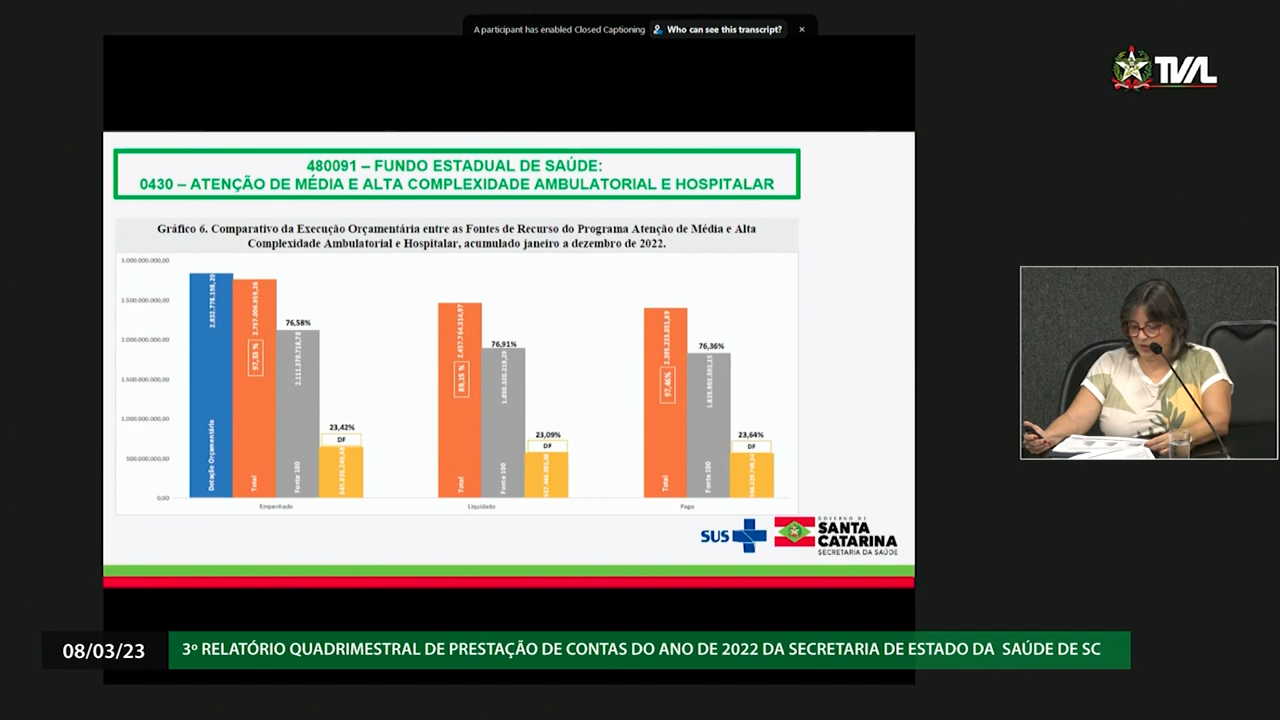 A participant has enabled Closed Captioning Who can see this transcript? ×
TVAL
480091 – FUNDO ESTADUAL DE SAÚDE:
0430 – ATENÇÃO DE MÉDIA E ALTA COMPLEXIDADE AMBULATORIAL E HOSPITALAR
Gráfico 6. Comparativo da Execução Orçamentária entre as Fontes de Recurso do Programa Atenção de Média e Alta
Complexidade Ambulatorial e Hospitalar, acumulado janeiro a dezembro de 2022.
3.000.000.000,00
2.500.000.000,00
2.000.000.000,00
1.500.000.000,00
1.000.000.000,00
500.000.000,00
0,00
Dotação Orçamentária
Total
97,33 %
Fonte 100
76,58%
23,42%
DF
Empenhado
Total
89,15 %
Fonte 100
76,91%
23,09%
DF
Liquidado
Total
97,46%
Fonte 100
76,36%
23,64%
DF
Pago
SUS
GOVERNO DE
SANTA
CATARINA
SECRETARIA DA SAÚDE
08/03/23
3º RELATÓRIO QUADRIMESTRAL DE PRESTAÇÃO DE CONTAS DO ANO DE 2022 DA SECRETARIA DE ESTADO DA SAÚDE DE SC